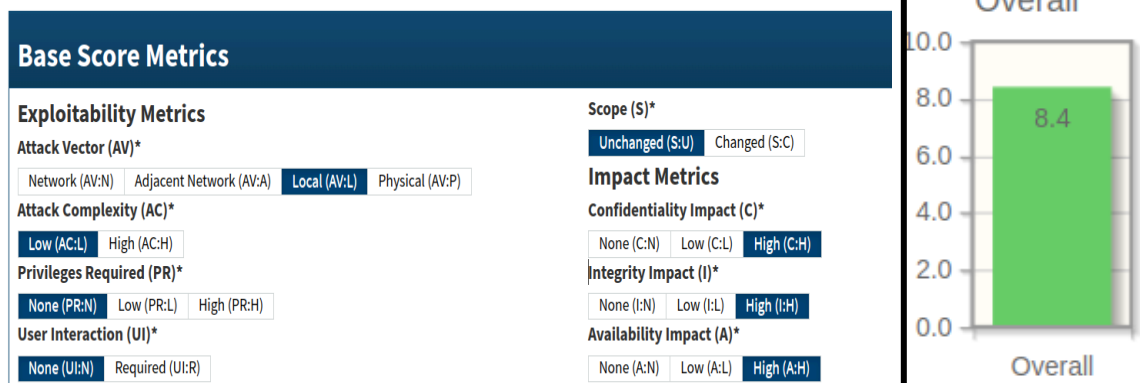 Base Score Metrics
Exploitability Metrics
Attack Vector (AV)*
Network (AV:N) Adjacent Network (AV:A) Local (AV:L) Physical (AV:P)
Attack Complexity (AC)*
Low (AC:L) High (AC:H)
Privileges Required (PR)*
None (PR:N) Low (PR:L) High (PR:H)
User Interaction (UI)*
None (UI:N) Required (UI:R)
Scope (S)*
Unchanged (S:U) Changed (S:C)
Impact Metrics
Confidentiality Impact (C)*
None (C:N) Low (C:L) High (C:H)
Integrity Impact (I)*
None (I:N) Low (I:L) High (I:H)
Availability Impact (A)*
None (A:N) Low (A:L) High (A:H)
Overall
10.0
8.0
8.4
6.0
4.0
2.0
0.0
Overall